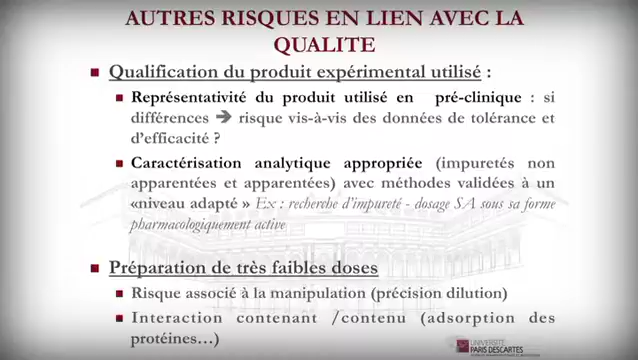 AUTRES RISQUES EN LIEN AVEC LA
QUALITE
Qualification du produit expérimental utilisé :
Représentativité du produit utilisé en pré-clinique : si
différences ➔ risque vis-à-vis des données de tolérance et
d'efficacité ?
Caractérisation analytique appropriée (impuretés non
apparentées et apparentées) avec méthodes validées à un
«niveau adapté » Ex : recherche d'impureté - dosage SA sous sa forme
pharmacologiquement active
Préparation de très faibles doses
Risque associé à la manipulation (précision dilution)
Interaction contenant /contenu (adsorption des
protéines…)
UNIVERSITÉ
PARIS DESCARTES